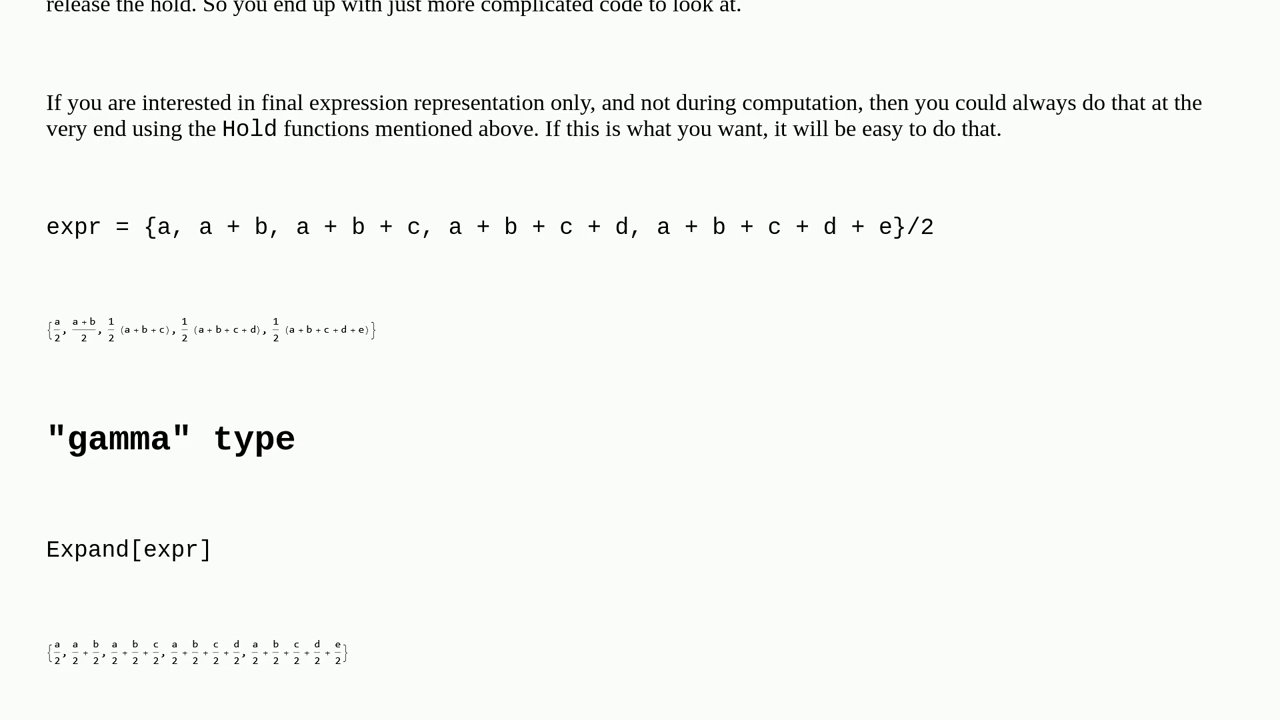 release the hold. So you end up with just more complicated code to look at.
If you are interested in final expression representation only, and not during computation, then you could always do that at the
very end using the Hold functions mentioned above. If this is what you want, it will be easy to do that.
expr = {a, a + b, a + b + c, a + b + c + d, a + b + c + d + e}/2
{a/2, (a+b)/2, 1/2 (a+b+c), 1/2 (a+b+c+d), 1/2 (a+b+c+d+e)}
"gamma" type
Expand[expr]
{a/2, a/2 + b/2, a/2 + b/2 + c/2, a/2 + b/2 + c/2 + d/2, a/2 + b/2 + c/2 + d/2 + e/2}